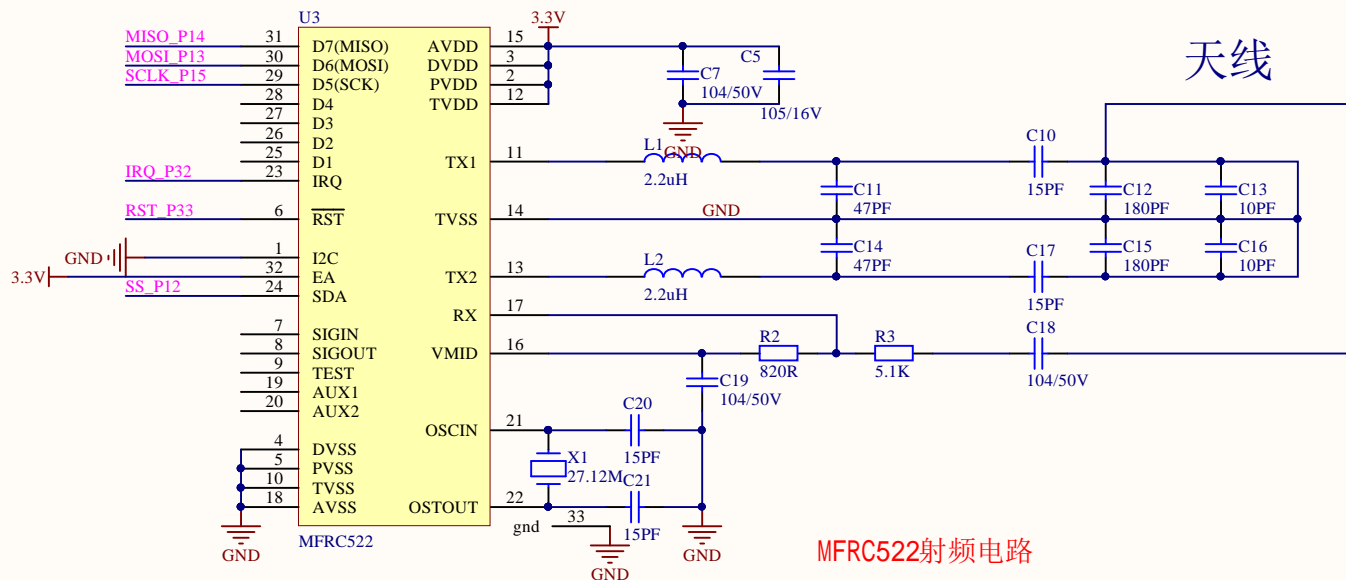 U3
3.3V
MISO_P14
31
D7(MISO)
AVDD
15
MOSI_P13
30
D6(MOSI)
DVDD
3
SCLK_P15
29
D5(SCK)
PVDD
2
28
D4
TVDD
12
27
D3
26
D2
25
D1
TX1
11
IRQ_P32
23
IRQ
RST_P33
6
RST
TVSS
14
GND
GND
1
I2C
3.3V
32
EA
TX2
13
SS_P12
24
SDA
RX
17
7
SIGIN
8
SIGOUT
VMID
16
9
TEST
19
AUX1
20
AUX2
OSCIN
21
4
DVSS
5
PVSS
10
TVSS
18
AVSS
OSTOUT
22
gnd
33
GND
MFRC522
C7
104/50V
C5
105/16V
GND
天线
L1
2.2uH
C10
15PF
C11
47PF
C12
180PF
C13
10PF
C14
47PF
C15
180PF
C16
10PF
L2
2.2uH
C17
15PF
R2
820R
R3
5.1K
C18
104/50V
C19
104/50V
C20
15PF
X1
27.12M
C21
15PF
GND
GND
MFRC522射频电路